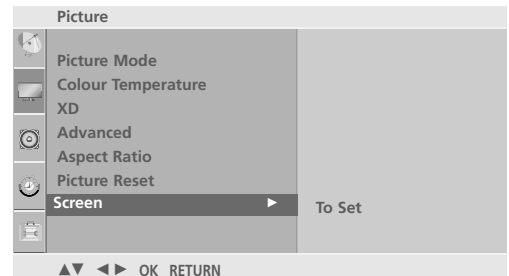 Picture
Picture Mode
Colour Temperature
XD
Advanced
Aspect Ratio
Picture Reset
Screen ► To Set
▲▼ ◄► OK RETURN